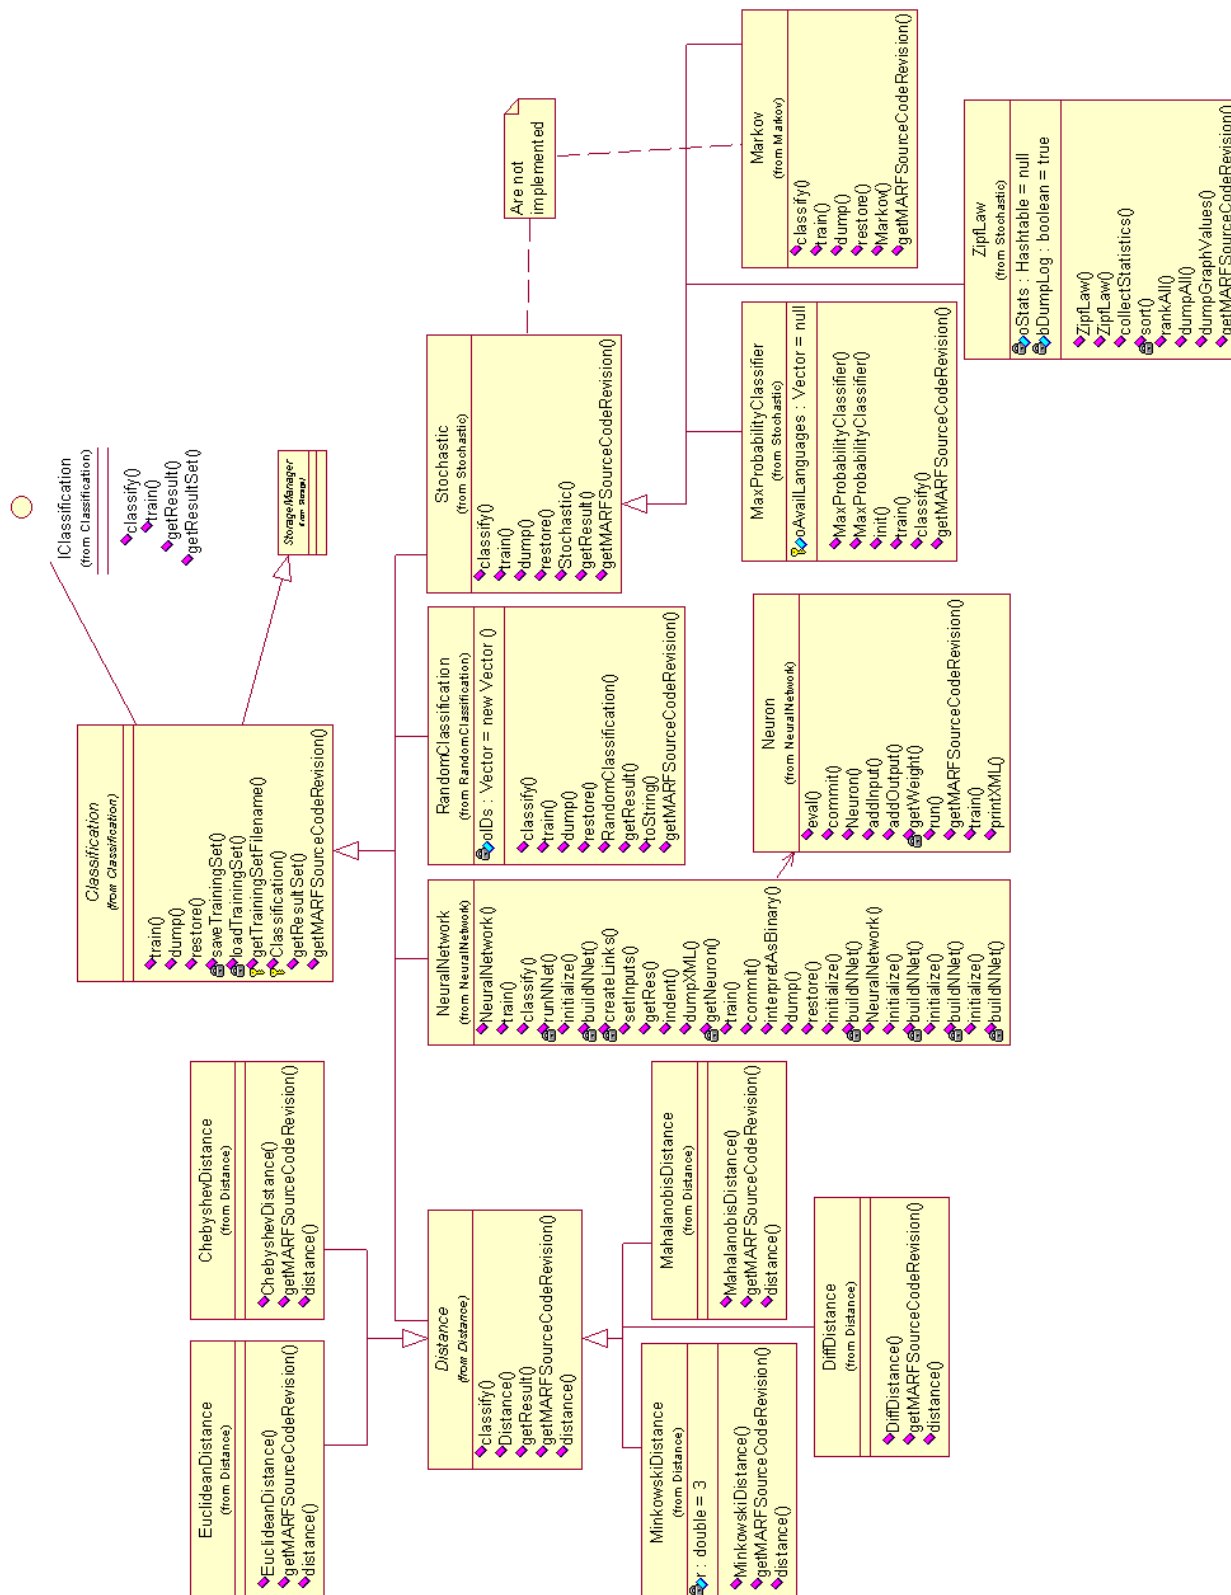 EuclideanDistance
(from Distance)
EuclideanDistance()
getMARFSourceCodeRevision()
distance()
ChebyshevDistance
(from Distance)
ChebyshevDistance()
getMARFSourceCodeRevision()
distance()
Classification
(from Classification)
train()
dump()
restore()
saveTrainingSet()
loadTrainingSet()
getTrainingSetFilename()
Classification()
getResultSet()
getMARFSourceCodeRevision()
IClassification
(from Classification)
classify()
train()
getResult()
getResultSet()
StorageManager
(from Storage)
Distance
(from Distance)
classify()
Distance()
getResult()
getMARFSourceCodeRevision()
distance()
NeuralNetwork
(from NeuralNetwork)
NeuralNetwork()
train()
classify()
runNNet()
initialize()
buildNNet()
createLinks()
setInputs()
getRes()
indent()
dumpXML()
getNeuron()
train()
commit()
interpretAsBinary()
dump()
restore()
initialize()
buildNNet()
NeuralNetwork()
initialize()
buildNNet()
initialize()
buildNNet()
initialize()
buildNNet()
RandomClassification
(from RandomClassification)
oIDs : Vector = new Vector ()
classify()
train()
dump()
restore()
RandomClassification()
getResult()
toString()
getMARFSourceCodeRevision()
Stochastic
(from Stochastic)
classify()
train()
dump()
restore()
Stochastic()
getResult()
getMARFSourceCodeRevision()
Are not
implemented
MinkowskiDistance
(from Distance)
r : double = 3
MinkowskiDistance()
getMARFSourceCodeRevision()
distance()
MahalanobisDistance
(from Distance)
MahalanobisDistance()
getMARFSourceCodeRevision()
distance()
DiffDistance
(from Distance)
DiffDistance()
getMARFSourceCodeRevision()
distance()
Neuron
(from NeuralNetwork)
eval()
commit()
Neuron()
addInput()
addOutput()
getWeight()
run()
getMARFSourceCodeRevision()
train()
printXML()
MaxProbabilityClassifier
(from Stochastic)
oAvailLanguages : Vector = null
MaxProbabilityClassifier()
MaxProbabilityClassifier()
init()
train()
classify()
getMARFSourceCodeRevision()
Markov
(from Markov)
classify()
train()
dump()
restore()
Markov()
getMARFSourceCodeRevision()
ZipfLaw
(from Stochastic)
oStats : Hashtable = null
bDumpLog : boolean = true
ZipfLaw()
ZipfLaw()
collectStatistics()
sort()
rankAll()
dumpAll()
dumpGraphValues()
getMARFSourceCodeRevision()